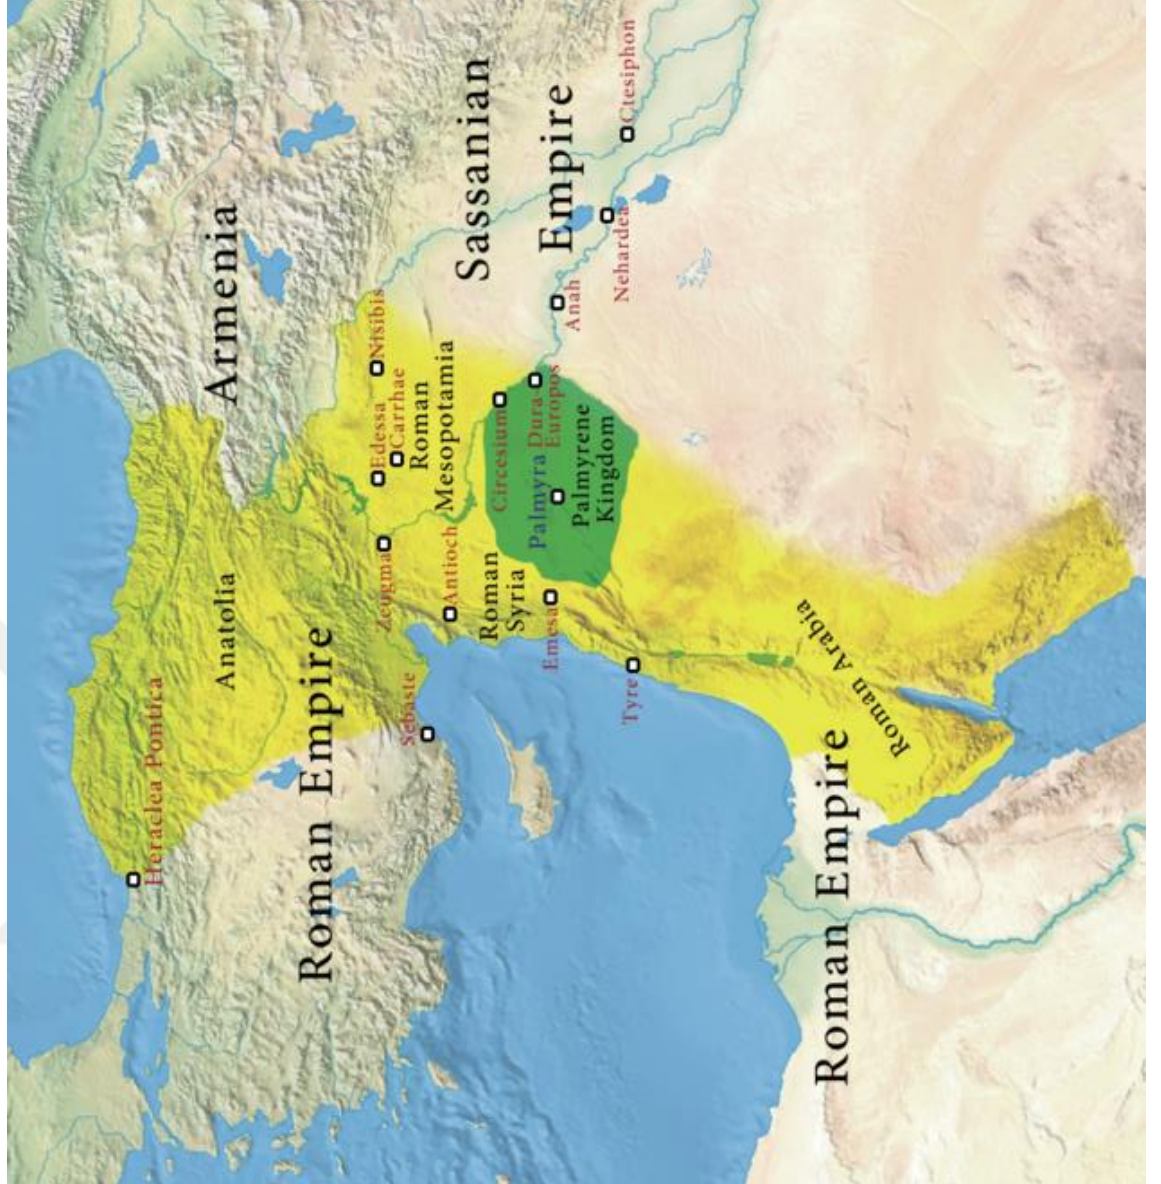 Heraclea Pontica
Anatolia
Armenia
Roman Empire
Zeugma
Edessa
Nisibis
Carrhae
Sebaste
Roman
Mesopotamia
Antioch
Sassanian
Empire
Roman
Syria
Circesium
Palmyra
Dura-
Europos
Emesa
Palmyrene
Kingdom
Anah
Nehardea
Ctesiphon
Tyre
Roman Arabia
Roman Empire